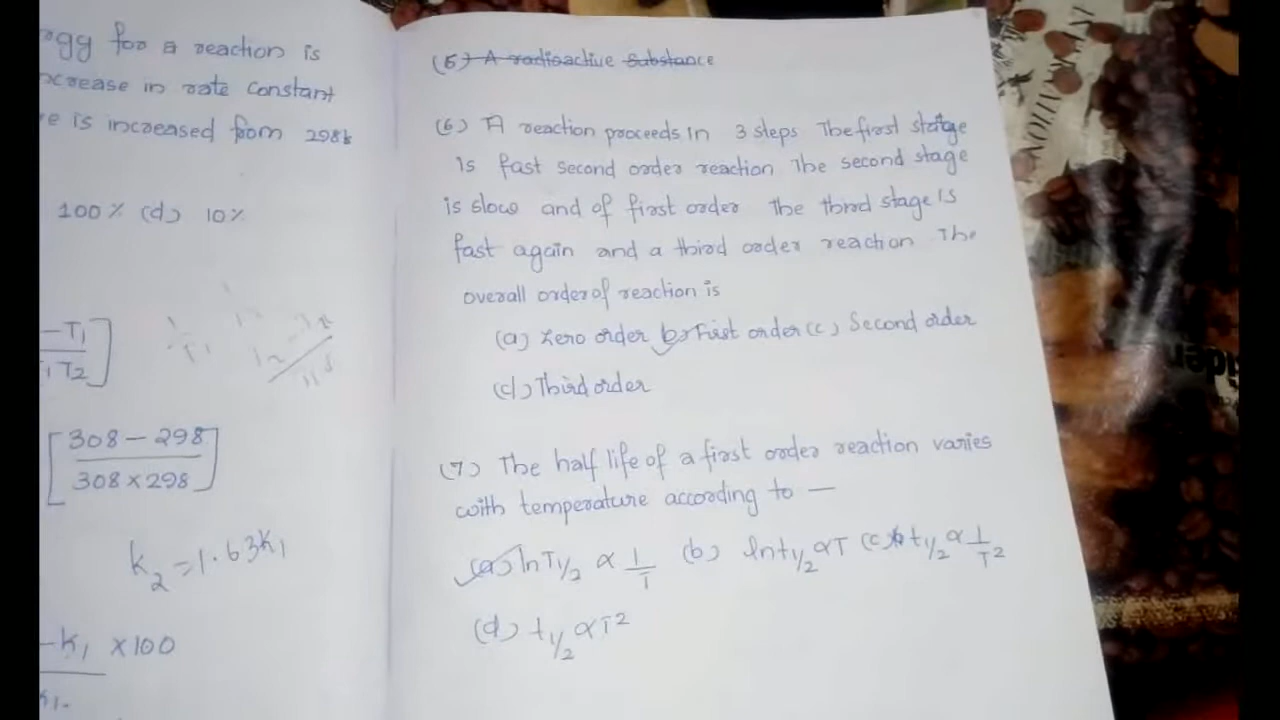 gy for a reaction is
crease in rate constant
e is increased from 298k
100% (d) 10%
-T1
T2]
[308-298
308×298]
k2=1.63K1
-K1 ×100
K1.
(5) A radioactive Substance
(6) A reaction proceeds in 3 steps The first stage
is fast second order reaction The second stage
is slow and of first order The third stage is
fast again and a third order reaction The
overall order of reaction is
(a) Zero order b) First order (c) Second order
(d) Third order
(7) The half life of a first order reaction varies
with temperature according to —
(a) ln T1/2 ∝ 1/T (b) ln t1/2 ∝ T (c) t1/2 ∝ 1/T2
(d) t1/2 ∝ T2